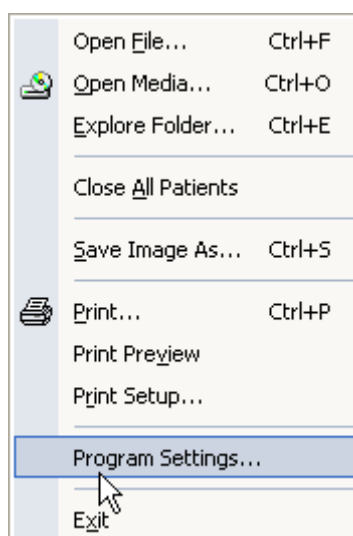 Open File... Ctrl+F
Open Media... Ctrl+O
Explore Folder... Ctrl+E
Close All Patients
Save Image As... Ctrl+S
Print... Ctrl+P
Print Preview
Print Setup...
Program Settings...
Exit